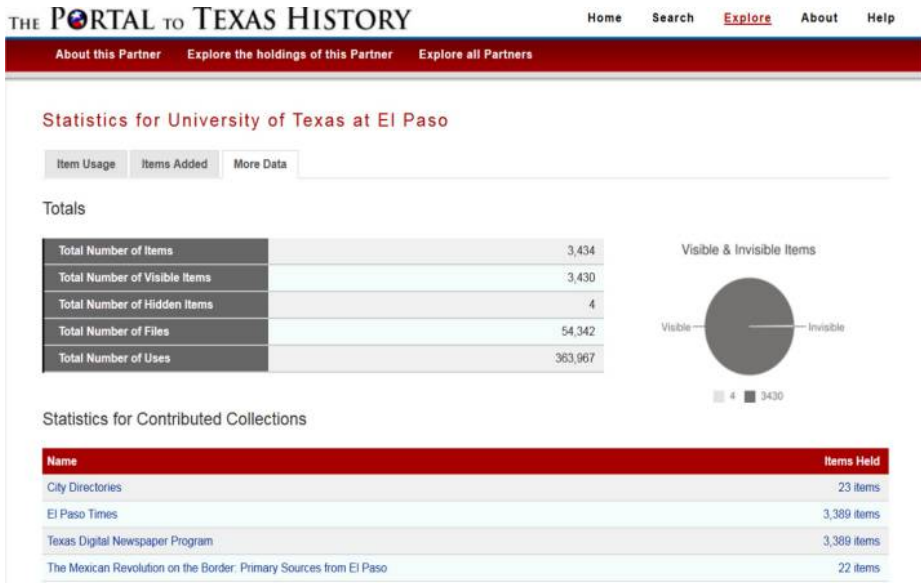 THE PORTAL TO TEXAS HISTORY
Home Search Explore About Help
About this Partner Explore the holdings of this Partner Explore all Partners
Statistics for University of Texas at El Paso
Item Usage Items Added More Data
Totals
Total Number of Items 3,434
Total Number of Visible Items 3,430
Total Number of Hidden Items 4
Total Number of Files 54,342
Total Number of Uses 363,967
Visible & Invisible Items
Visible Invisible
4 3430
Statistics for Contributed Collections
Name Items Held
City Directories 23 items
El Paso Times 3,389 items
Texas Digital Newspaper Program 3,389 items
The Mexican Revolution on the Border: Primary Sources from El Paso 22 items